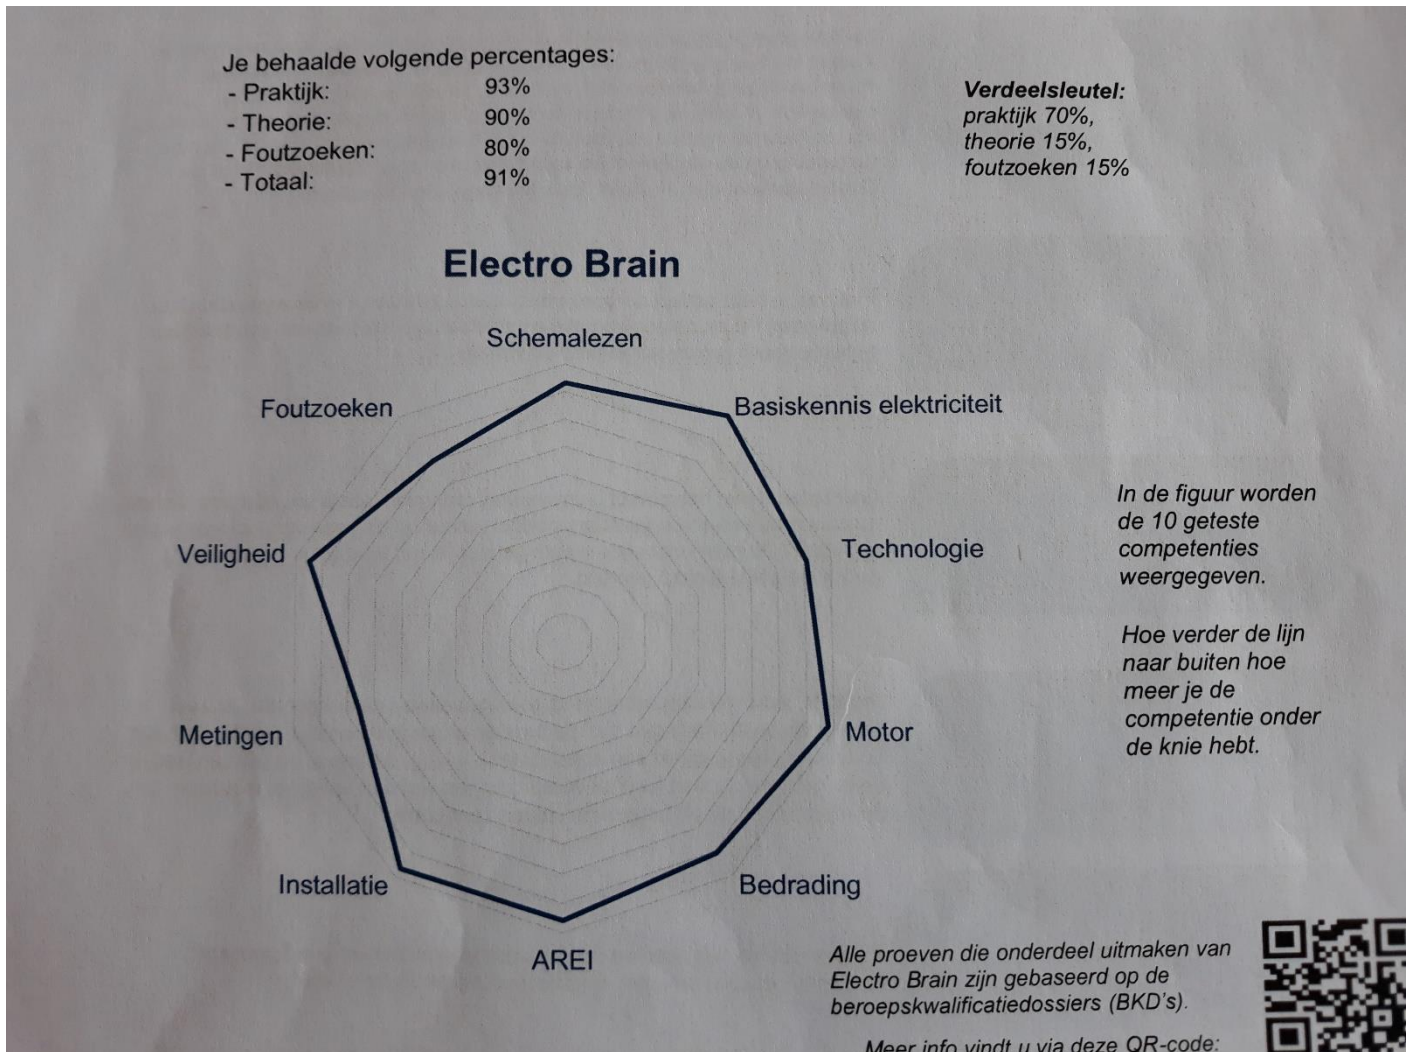 Je behaalde volgende percentages:
- Praktijk: 93%
- Theorie: 90%
- Foutzoeken: 80%
- Totaal: 91%
Verdeelsleutel:
praktijk 70%,
theorie 15%,
foutzoeken 15%
Electro Brain
Schemalezen
Foutzoeken
Basiskennis elektriciteit
Veiligheid
Technologie
Metingen
Motor
Installatie
Bedrading
AREI
In de figuur worden
de 10 geteste
competenties
weergegeven.
Hoe verder de lijn
naar buiten hoe
meer je de
competentie onder
de knie hebt.
Alle proeven die onderdeel uitmaken van
Electro Brain zijn gebaseerd op de
beroepskwalificatiedossiers (BKD's).
Meer info vindt u via deze QR-code: